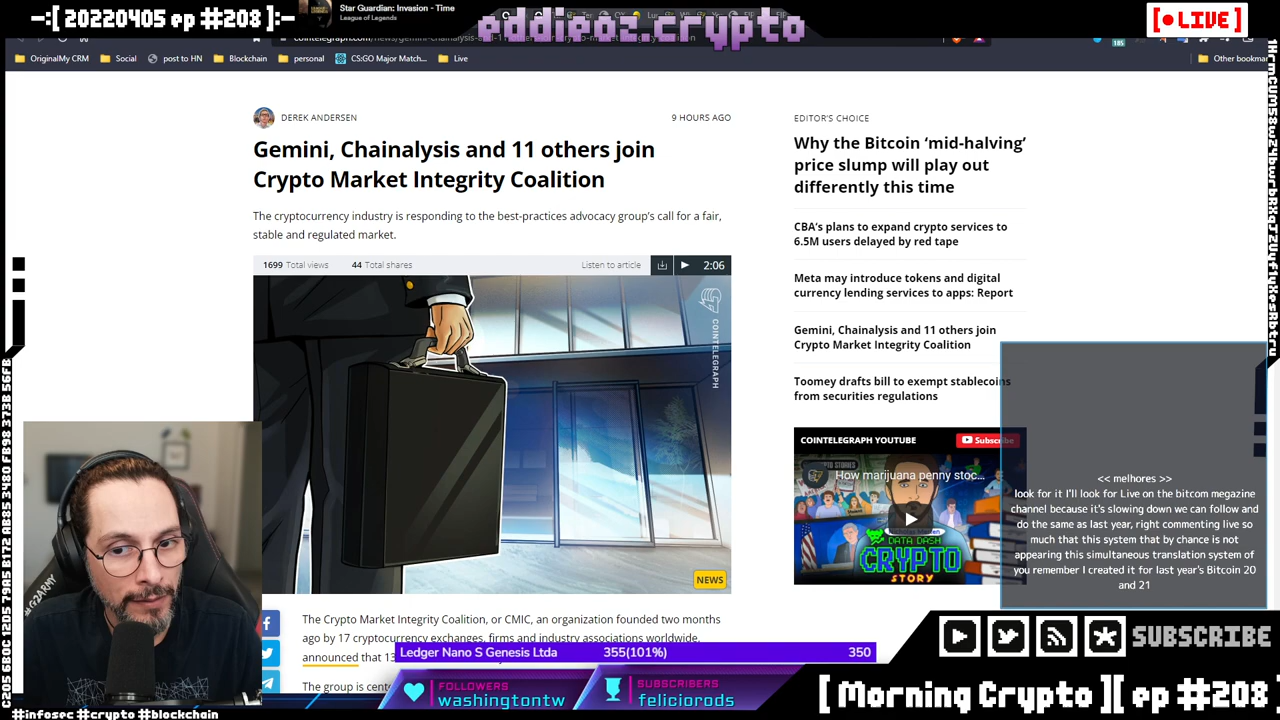 -:[ 20220405 ep #208 ]:-
Star Guardian: Invasion - Time
League of Legends
eddieoz.crypto
[● LIVE]
OriginalMy CRM
Social
post to HN
Blockchain
personal
CS:GO Major Match...
Live
Other bookmar
185
DEREK ANDERSEN
9 HOURS AGO
Gemini, Chainalysis and 11 others join
Crypto Market Integrity Coalition
The cryptocurrency industry is responding to the best-practices advocacy group's call for a fair,
stable and regulated market.
1699 Total views
44 Total shares
Listen to article
2:06
COINTELEGRAPH
NEWS
The Crypto Market Integrity Coalition, or CMIC, an organization founded two months
ago by 17 cryptocurrency exchanges, firms and industry associations worldwide,
announced that 13
The group is cente
EDITOR'S CHOICE
Why the Bitcoin 'mid-halving'
price slump will play out
differently this time
CBA's plans to expand crypto services to
6.5M users delayed by red tape
Meta may introduce tokens and digital
currency lending services to apps: Report
Gemini, Chainalysis and 11 others join
Crypto Market Integrity Coalition
Toomey drafts bill to exempt stablecoins
from securities regulations
COINTELEGRAPH YOUTUBE
Subscribe
How marijuana penny stoc...
DATA DASH
CRYPTO
STORY
<< melhores >>
look for it I'll look for Live on the bitcom megazine
channel because it's slowing down we can follow and
do the same as last year, right commenting live so
much that this system that by chance is not
appearing this simultaneous translation system of
you remember I created it for last year's Bitcoin 20
and 21
Ledger Nano S Genesis Ltda
355(101%)
350
FOLLOWERS
washingtontw
SUBSCRIBERS
feliciorods
SUBSCRIBE
[ Morning Crypto ][ ep #208 ]
#infosec #crypto #blockchain